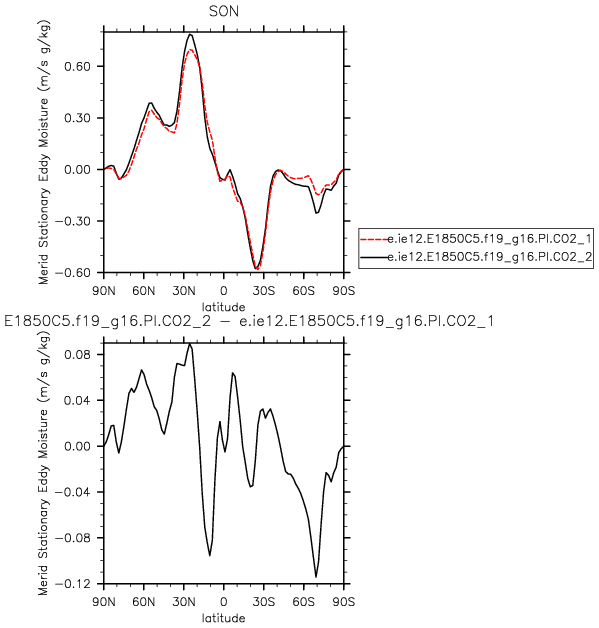 SON
Merid Stationary Eddy Moisture (m/s g/kg)
0.60
0.30
0.00
-0.30
-0.60
90N 60N 30N 0 30S 60S 90S
latitude
e.ie12.E1850C5.f19_g16.PI.CO2_1
e.ie12.E1850C5.f19_g16.PI.CO2_2
E1850C5.f19_g16.PI.CO2_2 - e.ie12.E1850C5.f19_g16.PI.CO2_1
Merid Stationary Eddy Moisture (m/s g/kg)
0.08
0.04
0.00
-0.04
-0.08
-0.12
90N 60N 30N 0 30S 60S 90S
latitude